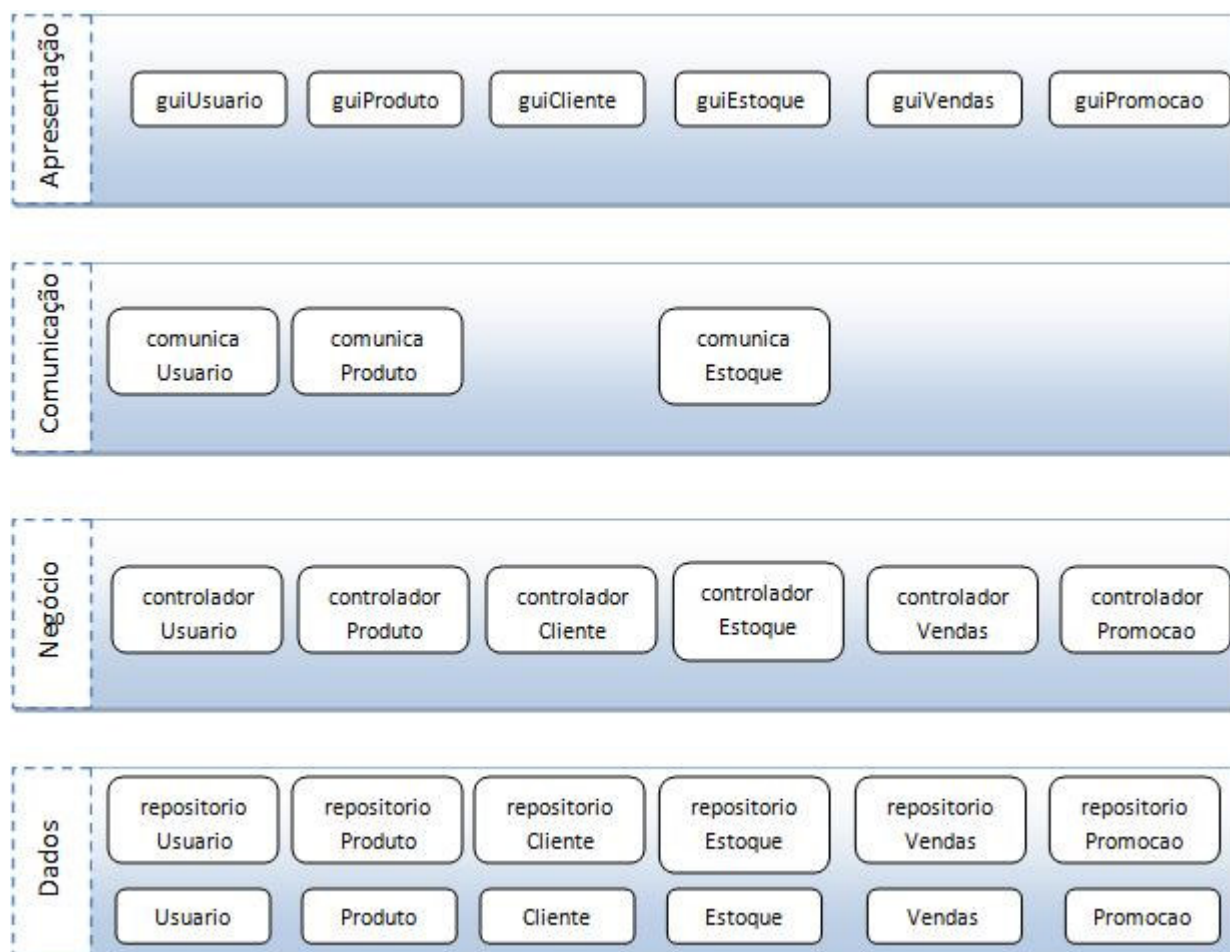 Apresentação
guiUsuario
guiProduto
guiCliente
guiEstoque
guiVendas
guiPromocao
Comunicação
comunica
Usuario
comunica
Produto
comunica
Estoque
Negócio
controlador
Usuario
controlador
Produto
controlador
Cliente
controlador
Estoque
controlador
Vendas
controlador
Promocao
Dados
repositorio
Usuario
repositorio
Produto
repositorio
Cliente
repositorio
Estoque
repositorio
Vendas
repositorio
Promocao
Usuario
Produto
Cliente
Estoque
Vendas
Promocao